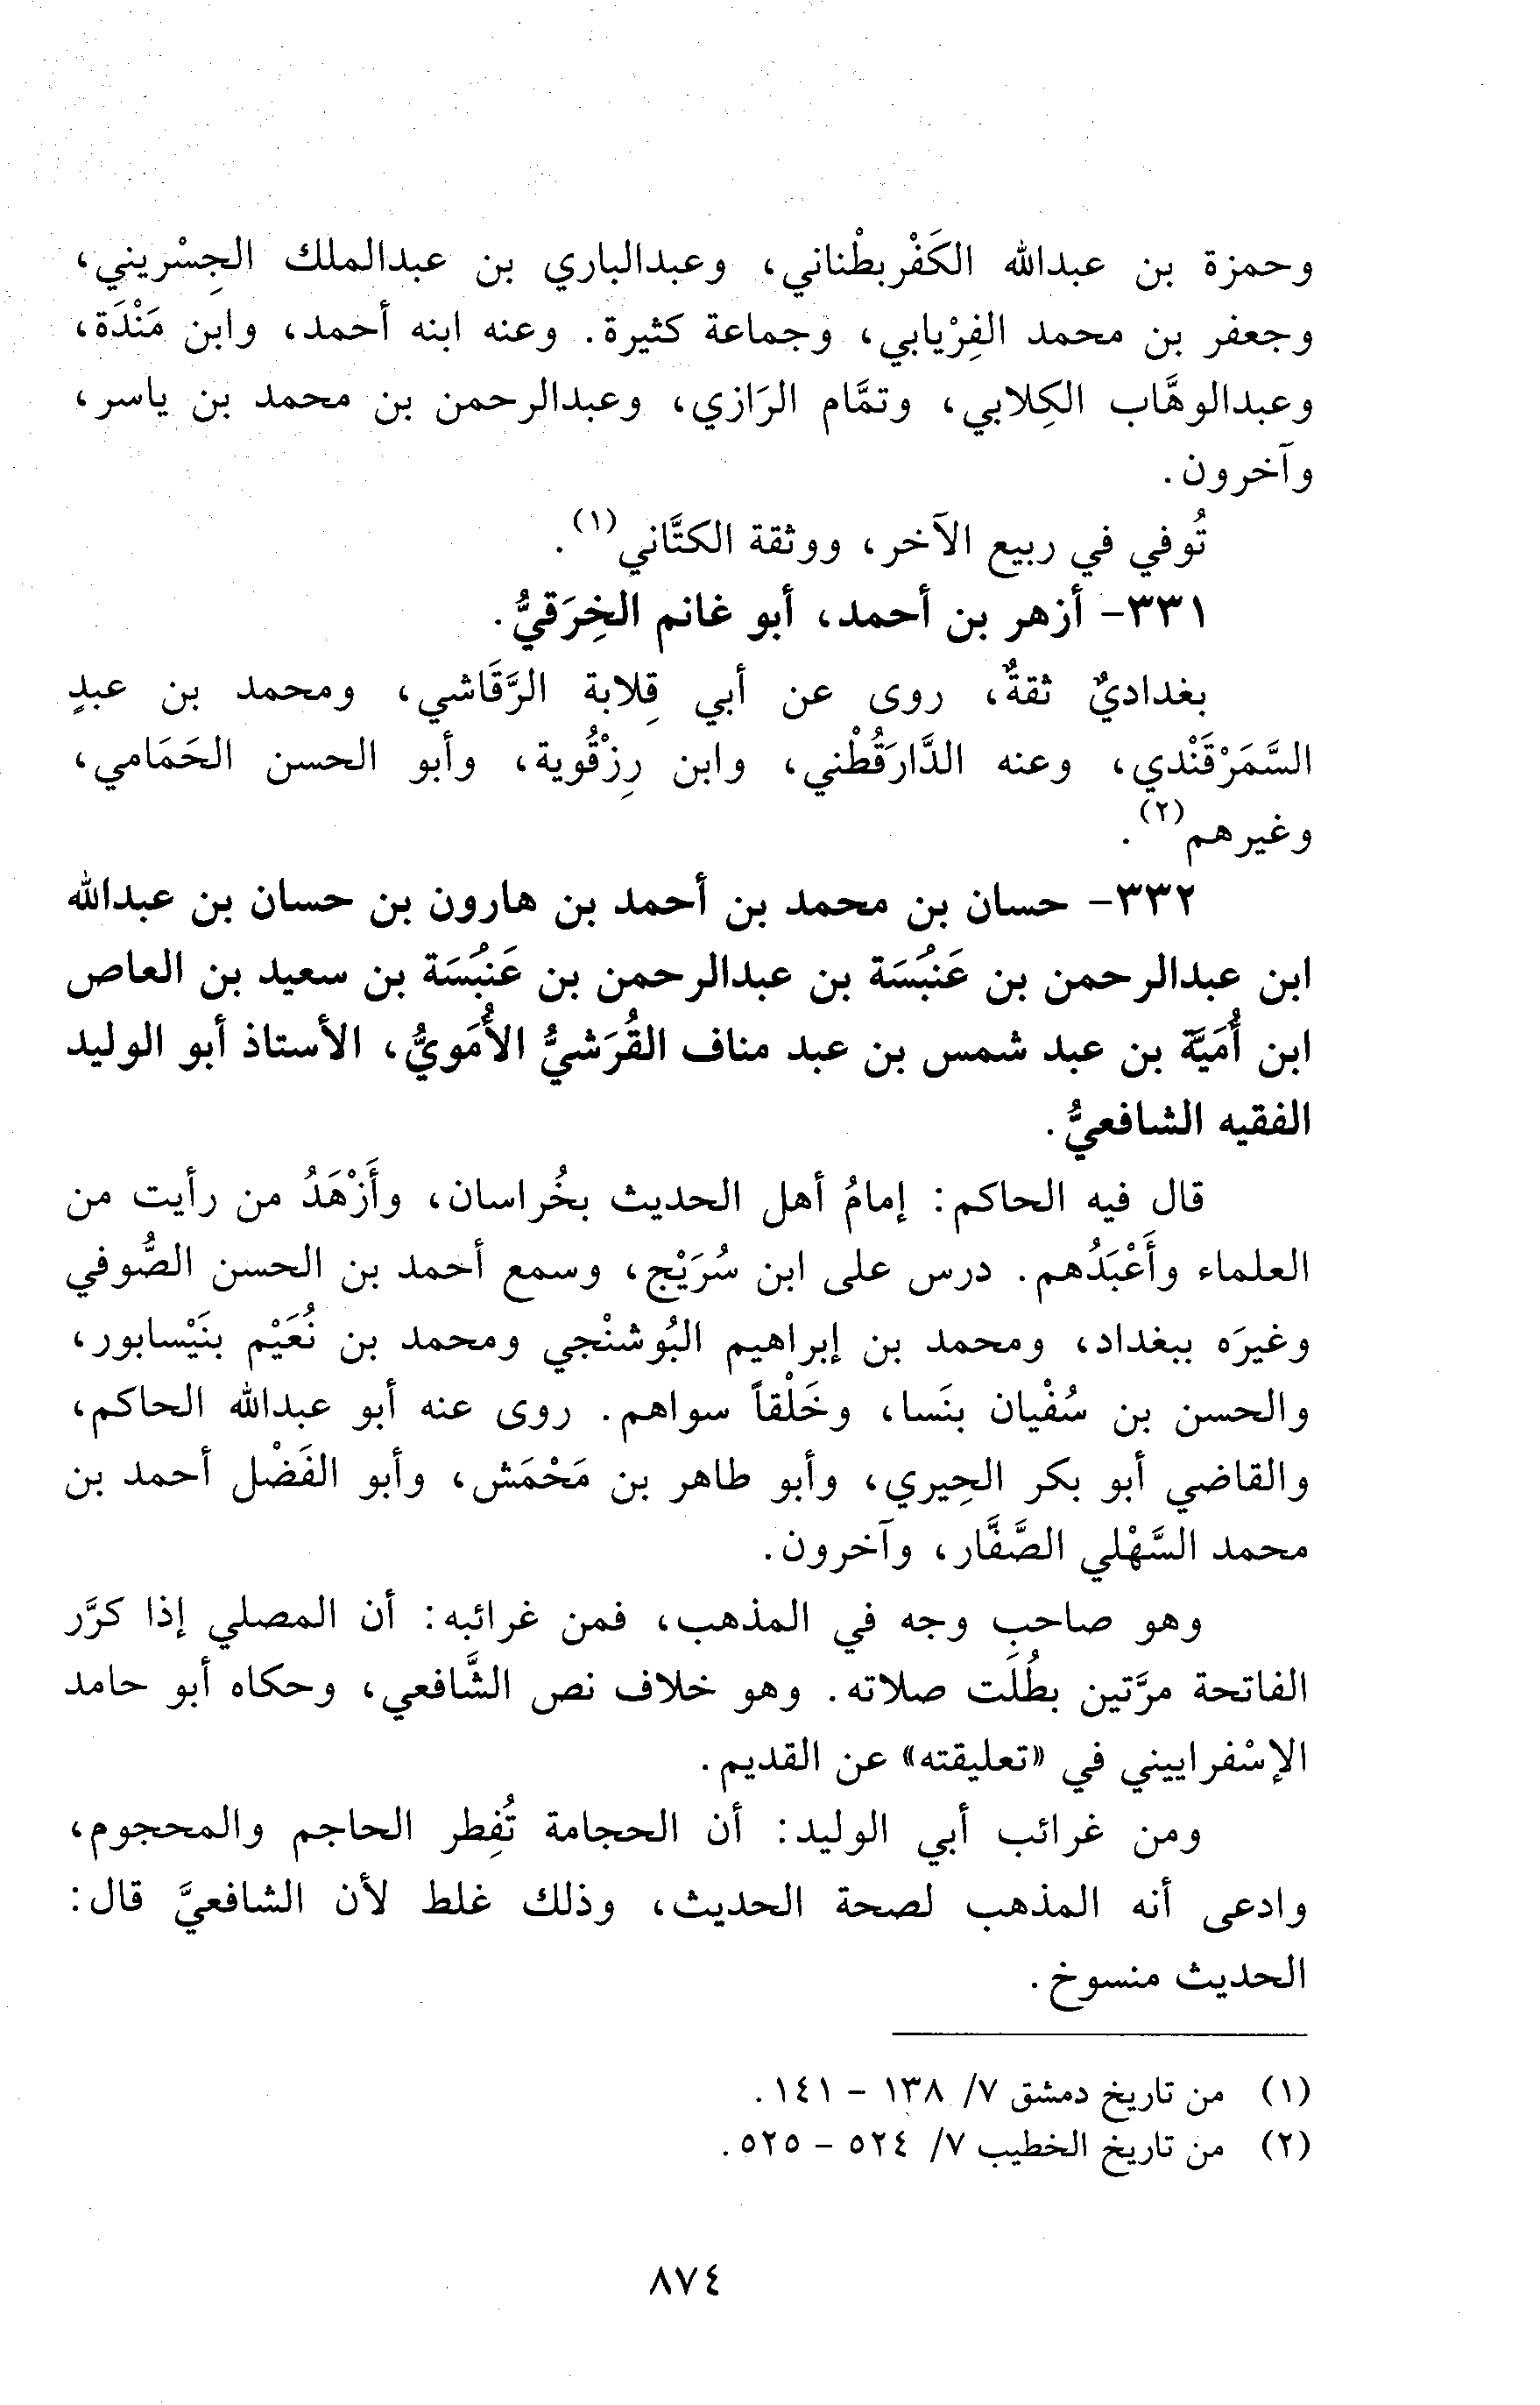 وحمزة بن عبدالله الكَفْربطْناني، وعبدالباري بن عبدالملك الجِسْريني،
وجعفر بن محمد الفِرْيابي، وجماعة كثيرة. وعنه ابنه أحمد، وابن مَنْدَة،
وعبدالوهَّاب الكِلابي، وتمَّام الرَازي، وعبدالرحمن بن محمد بن ياسر،
وآخرون.
تُوفي في ربيع الآخر، ووثقة الكتَّاني(١).
٣٣١- أزهر بن أحمد، أبو غانم الخِرَقيُّ.
بغداديٌ ثقةٌ، روى عن أبي قِلابة الرَّقَاشي، ومحمد بن عبدٍ
السَّمَرْقَندي، وعنه الدَّارَقُطْني، وابن رِزْقُوية، وأبو الحسن الحَمَامي،
وغيرهم(٢).
٣٣٢- حسان بن محمد بن أحمد بن هارون بن حسان بن عبدالله
ابن عبدالرحمن بن عَنبُسَة بن عبدالرحمن بن عَنبُسَة بن سعيد بن العاص
ابن أُمَيَّة بن عبد شمس بن عبد مناف القُرَشيُّ الأُمَويُّ، الأستاذ أبو الوليد
الفقيه الشافعيُّ.
قال فيه الحاكم: إمامُ أهل الحديث بخُراسان، وأَزْهَدُ من رأيت من
العلماء وأَعْبَدُهم. درس على ابن سُرَيْج، وسمع أحمد بن الحسن الصُّوفي
وغيرَه ببغداد، ومحمد بن إبراهيم البُوشنْجي ومحمد بن نُعَيْم بنَيْسابور،
والحسن بن سُفْيان بنَسا، وخَلْقاً سواهم. روى عنه أبو عبدالله الحاكم،
والقاضي أبو بكر الحِيري، وأبو طاهر بن مَحْمَش، وأبو الفَضْل أحمد بن
محمد السَّهْلي الصَّفَّار، وآخرون.
وهو صاحب وجه في المذهب، فمن غرائبه: أن المصلي إذا كرَّر
الفاتحة مرَّتين بطُلَت صلاته. وهو خلاف نص الشَّافعي، وحكاه أبو حامد
الإسْفراييني في «تعليقته» عن القديم.
ومن غرائب أبي الوليد: أن الحجامة تُفِطر الحاجم والمحجوم،
وادعى أنه المذهب لصحة الحديث، وذلك غلط لأن الشافعيَّ قال:
الحديث منسوخ.
(١) من تاريخ دمشق ٧/ ١٣٨ - ١٤١.
(٢) من تاريخ الخطيب ٧/ ٥٢٤ - ٥٢٥.
٨٧٤